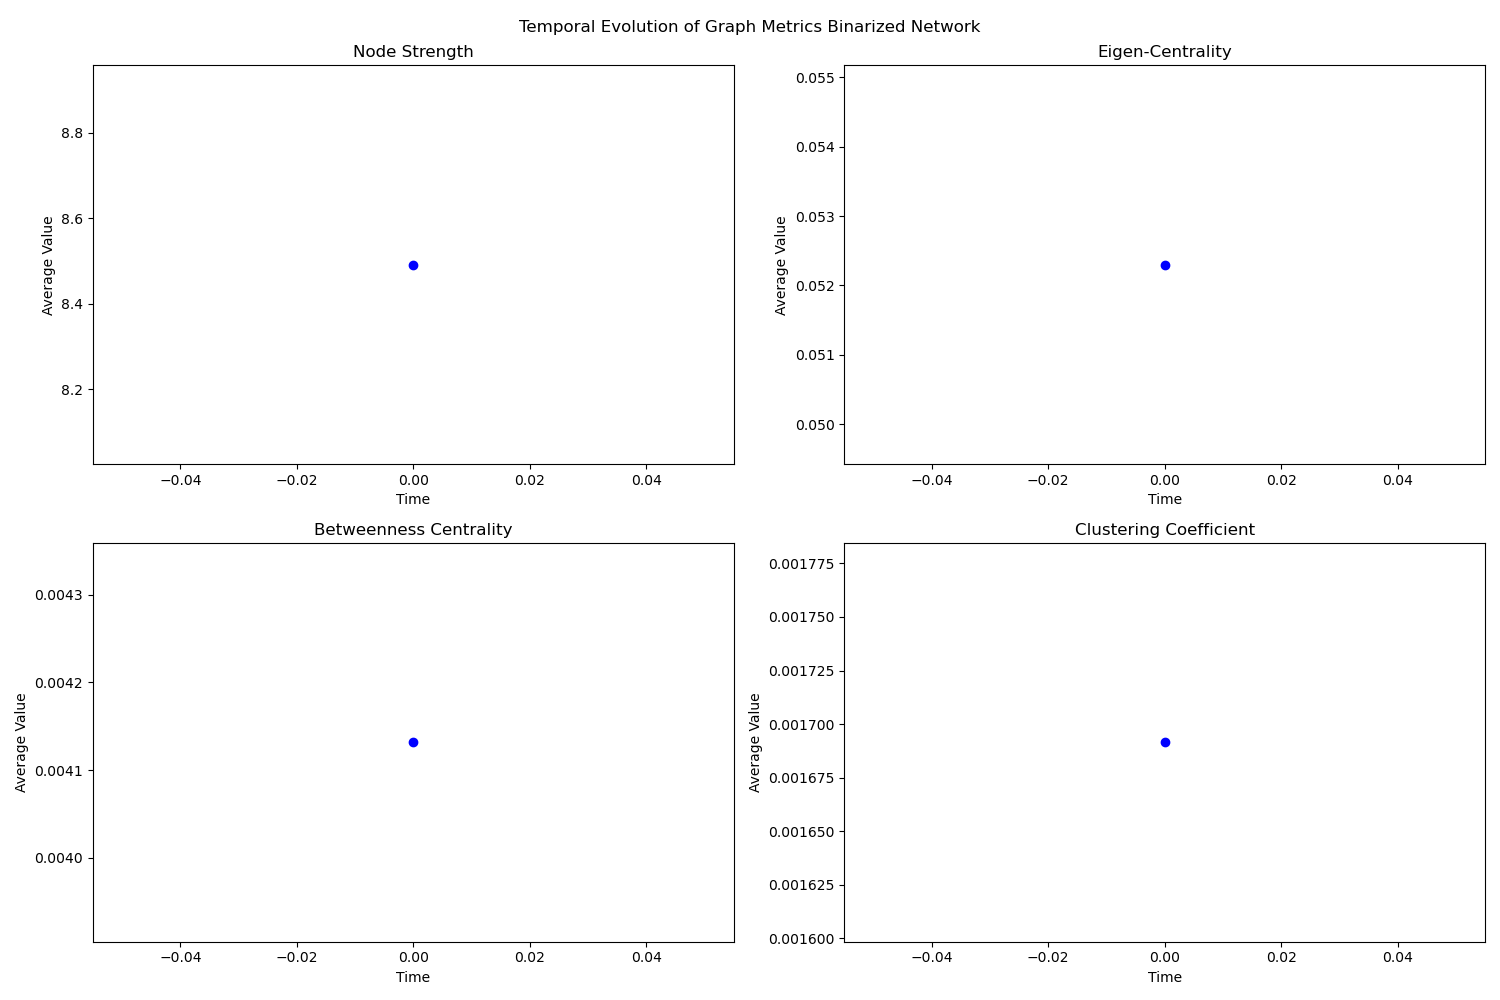 Temporal Evolution of Graph Metrics Binarized Network
Node Strength
8.8
8.6
8.4
8.2
Average Value
−0.04 −0.02 0.00 0.02 0.04
Time
Eigen-Centrality
0.055
0.054
0.053
0.052
0.051
0.050
Average Value
−0.04 −0.02 0.00 0.02 0.04
Time
Betweenness Centrality
0.0043
0.0042
0.0041
0.0040
Average Value
−0.04 −0.02 0.00 0.02 0.04
Time
Clustering Coefficient
0.001775
0.001750
0.001725
0.001700
0.001675
0.001650
0.001625
0.001600
Average Value
−0.04 −0.02 0.00 0.02 0.04
Time